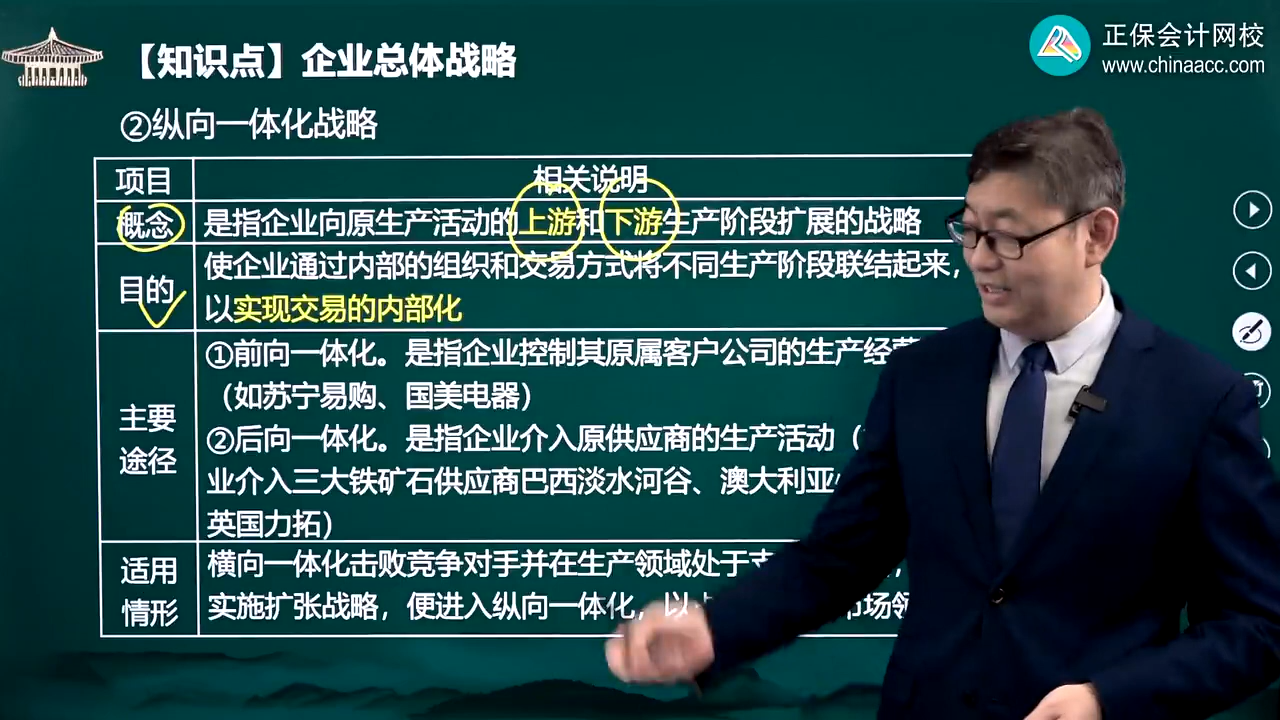 正保会计网校
www.chinaacc.com
【知识点】企业总体战略
②纵向一体化战略
项目
相关说明
概念
是指企业向原生产活动的上游和下游生产阶段扩展的战略
目的
使企业通过内部的组织和交易方式将不同生产阶段联结起来，
以实现交易的内部化
主要
途径
①前向一体化。是指企业控制其原属客户公司的生产经
（如苏宁易购、国美电器）
②后向一体化。是指企业介入原供应商的生产活动（
业介入三大铁矿石供应商巴西淡水河谷、澳大利亚
英国力拓）
适用
情形
横向一体化击败竞争对手并在生产领域处于
实施扩张战略，便进入纵向一体化，以
市场